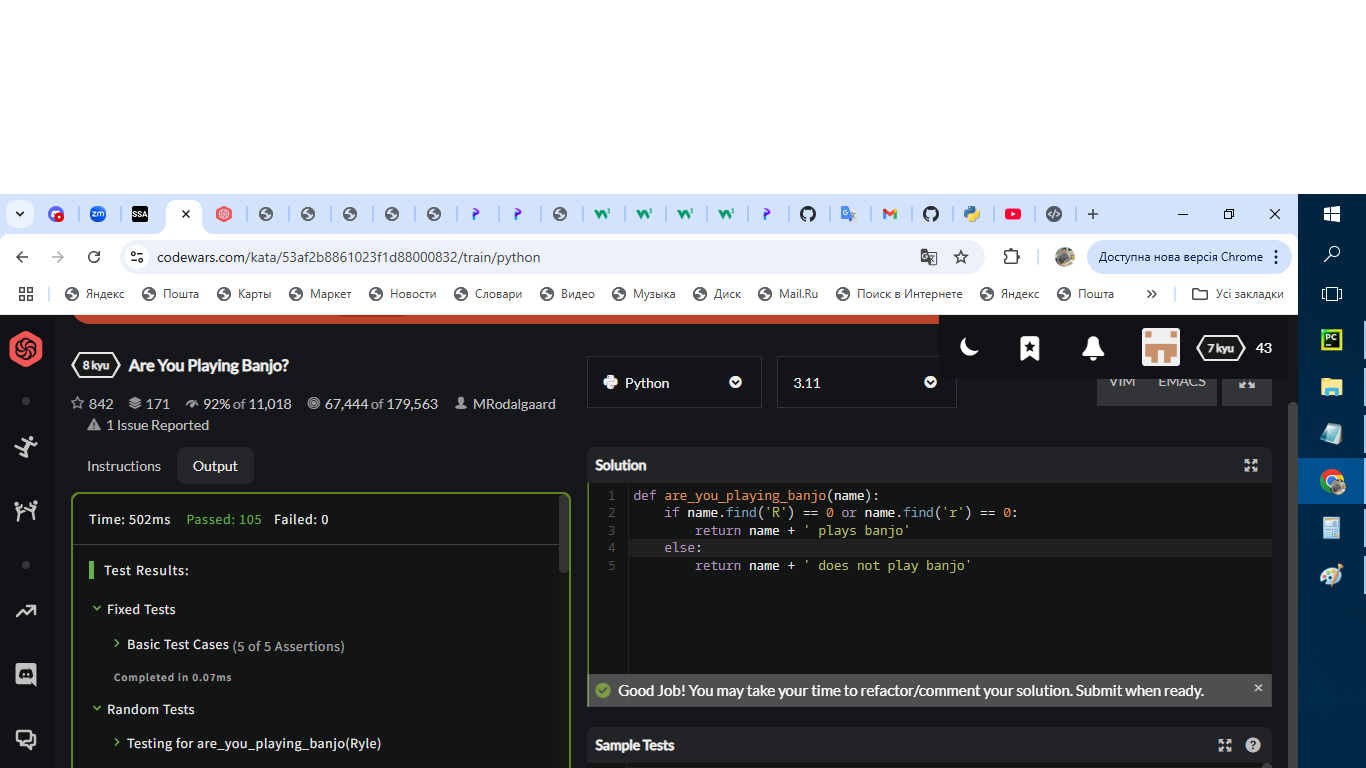 zm
SSA
codewars.com/kata/53af2b8861023f1d88000832/train/python
Доступна нова версія Chrome
Яндекс
Пошта
Карты
Маркет
Новости
Словари
Видео
Музыка
Диск
Mail.Ru
Поиск в Интернете
Яндекс
Пошта
Усі закладки
8 kyu
Are You Playing Banjo?
842
171
92% of 11,018
67,444 of 179,563
MRodalgaard
1 Issue Reported
Python
3.11
VIM
EMACS
7 kyu
43
PC
Instructions
Output
Time: 502ms Passed: 105 Failed: 0
Test Results:
Fixed Tests
Basic Test Cases (5 of 5 Assertions)
Completed in 0.07ms
Random Tests
Testing for are_you_playing_banjo(Ryle)
Solution
1 def are_you_playing_banjo(name):
2     if name.find('R') == 0 or name.find('r') == 0:
3         return name + ' plays banjo'
4     else:
5         return name + ' does not play banjo'
Good Job! You may take your time to refactor/comment your solution. Submit when ready.
Sample Tests